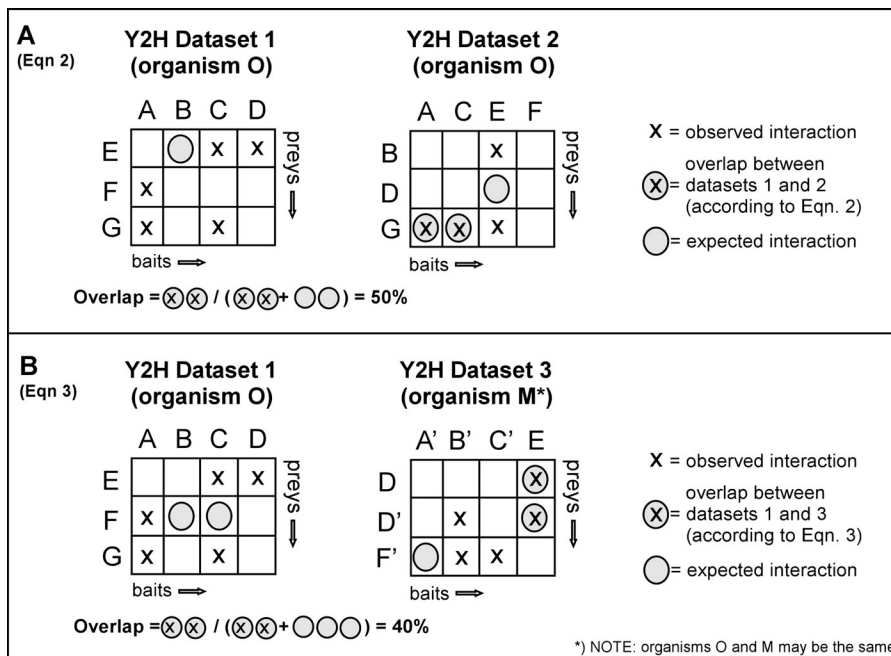 A
(Eqn 2)
Y2H Dataset 1
(organism O)
A B C D
E x x
F x
G x x
preys
baits
Y2H Dataset 2
(organism O)
A C E F
B x
D
G x x x
preys
baits
x = observed interaction
x = overlap between
datasets 1 and 2
(according to Eqn. 2)
= expected interaction
Overlap = x x / ( x x + ) = 50%
B
(Eqn 3)
Y2H Dataset 1
(organism O)
A B C D
E x x
F x
G x x
preys
baits
Y2H Dataset 3
(organism M*)
A' B' C' E
D x
D' x x
F' x x
preys
baits
x = observed interaction
x = overlap between
datasets 1 and 3
(according to Eqn. 3)
= expected interaction
Overlap = x x / ( x x + ) = 40%
*) NOTE: organisms O and M may be the same